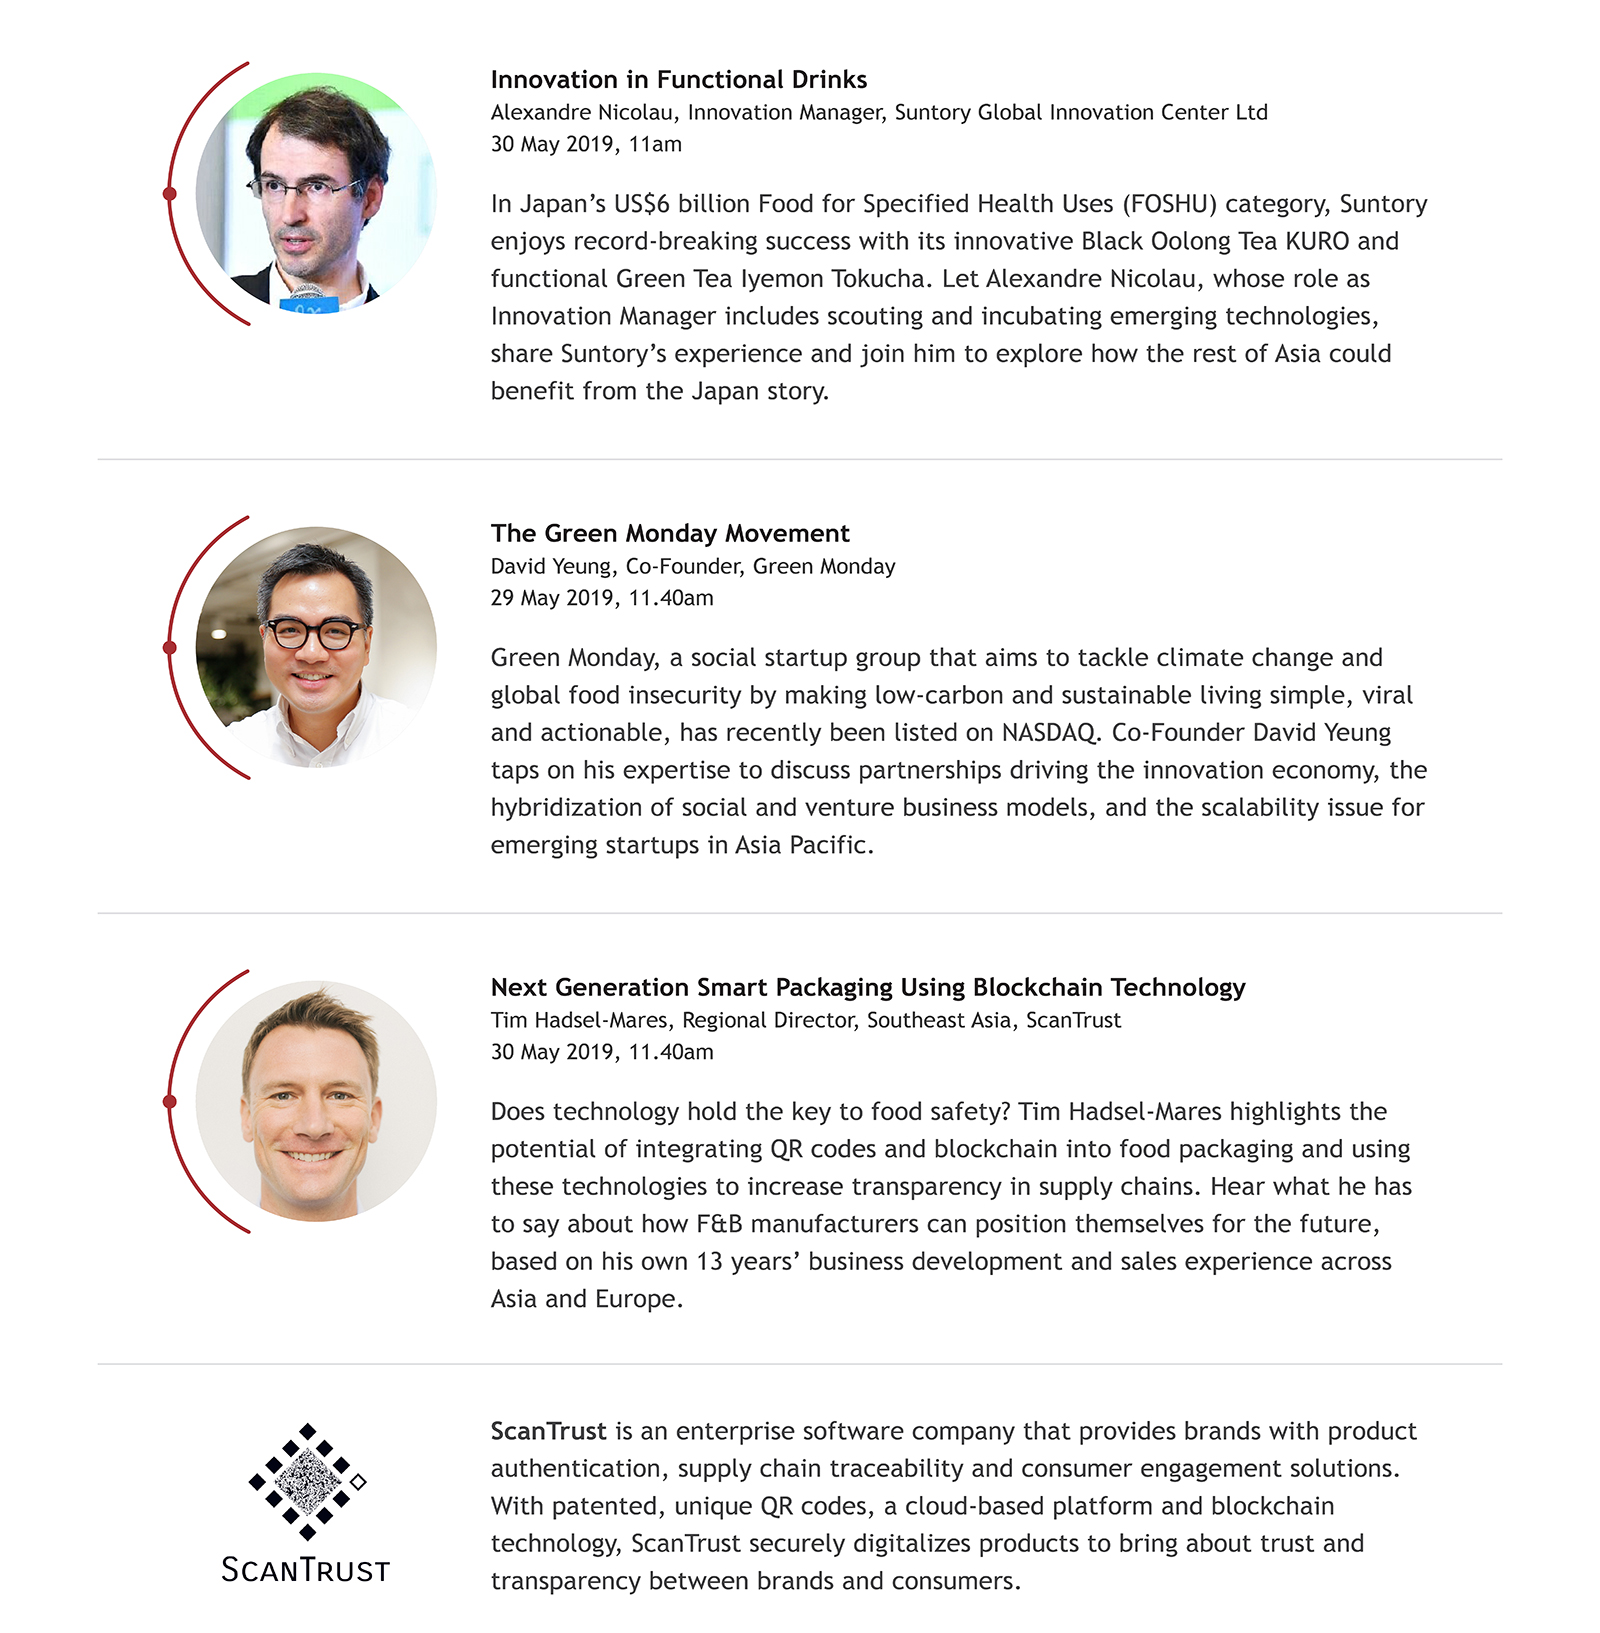 Innovation in Functional Drinks
Alexandre Nicolau, Innovation Manager, Suntory Global Innovation Center Ltd
30 May 2019, 11am
In Japan’s US$6 billion Food for Specified Health Uses (FOSHU) category, Suntory
enjoys record-breaking success with its innovative Black Oolong Tea KURO and
functional Green Tea Iyemon Tokucha. Let Alexandre Nicolau, whose role as
Innovation Manager includes scouting and incubating emerging technologies,
share Suntory’s experience and join him to explore how the rest of Asia could
benefit from the Japan story.
The Green Monday Movement
David Yeung, Co-Founder, Green Monday
29 May 2019, 11.40am
Green Monday, a social startup group that aims to tackle climate change and
global food insecurity by making low-carbon and sustainable living simple, viral
and actionable, has recently been listed on NASDAQ. Co-Founder David Yeung
taps on his expertise to discuss partnerships driving the innovation economy, the
hybridization of social and venture business models, and the scalability issue for
emerging startups in Asia Pacific.
Next Generation Smart Packaging Using Blockchain Technology
Tim Hadsel-Mares, Regional Director, Southeast Asia, ScanTrust
30 May 2019, 11.40am
Does technology hold the key to food safety? Tim Hadsel-Mares highlights the
potential of integrating QR codes and blockchain into food packaging and using
these technologies to increase transparency in supply chains. Hear what he has
to say about how F&B manufacturers can position themselves for the future,
based on his own 13 years’ business development and sales experience across
Asia and Europe.
SCANTRUST
ScanTrust is an enterprise software company that provides brands with product
authentication, supply chain traceability and consumer engagement solutions.
With patented, unique QR codes, a cloud-based platform and blockchain
technology, ScanTrust securely digitalizes products to bring about trust and
transparency between brands and consumers.